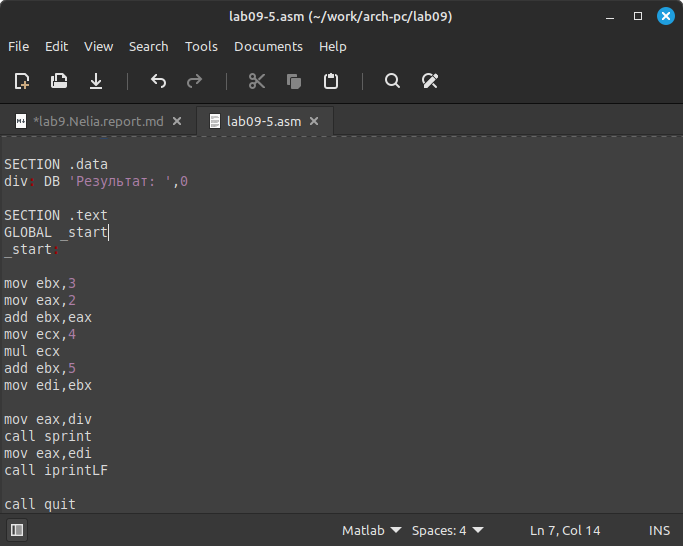 lab09-5.asm (~/work/arch-pc/lab09)
File Edit View Search Tools Documents Help
*lab9.Nelia.report.md lab09-5.asm
SECTION .data
div: DB 'Результат: ',0
SECTION .text
GLOBAL _start
_start:
mov ebx,3
mov eax,2
add ebx,eax
mov ecx,4
mul ecx
add ebx,5
mov edi,ebx
mov eax,div
call sprint
mov eax,edi
call iprintLF
call quit
Matlab Spaces: 4 Ln 7, Col 14 INS